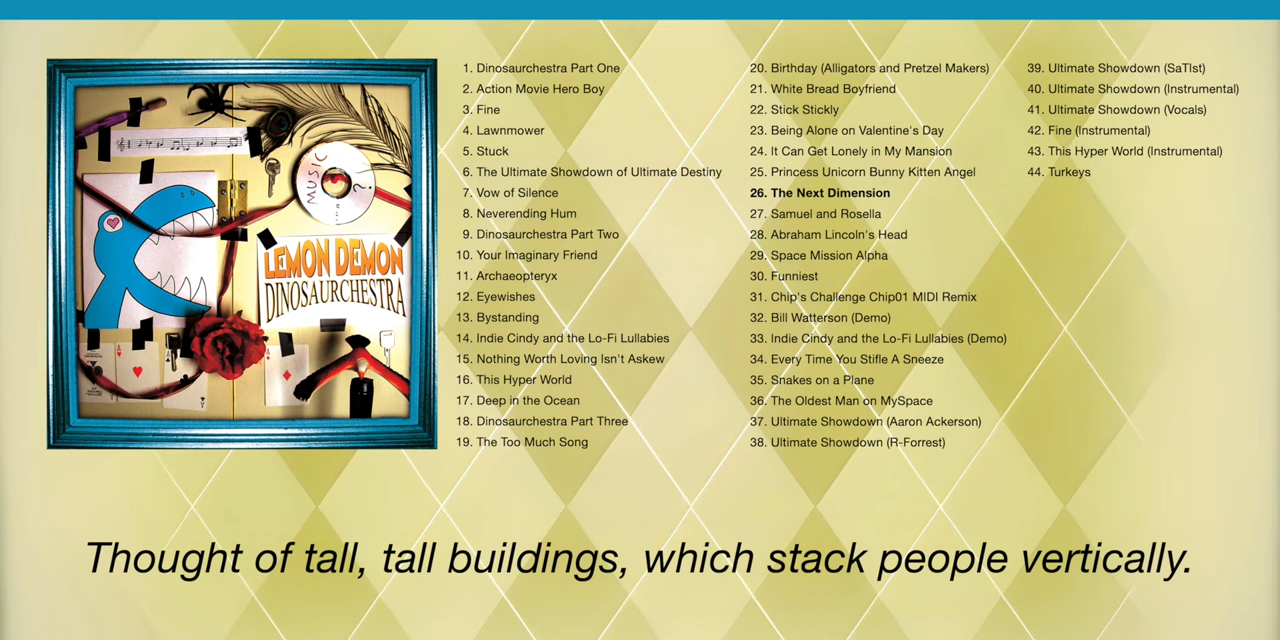 MUSIC
LEMON DEMON
DINOSAURCHESTRA
1. Dinosaurchestra Part One
2. Action Movie Hero Boy
3. Fine
4. Lawnmower
5. Stuck
6. The Ultimate Showdown of Ultimate Destiny
7. Vow of Silence
8. Neverending Hum
9. Dinosaurchestra Part Two
10. Your Imaginary Friend
11. Archaeopteryx
12. Eyewishes
13. Bystanding
14. Indie Cindy and the Lo-Fi Lullabies
15. Nothing Worth Loving Isn't Askew
16. This Hyper World
17. Deep in the Ocean
18. Dinosaurchestra Part Three
19. The Too Much Song
20. Birthday (Alligators and Pretzel Makers)
21. White Bread Boyfriend
22. Stick Stickly
23. Being Alone on Valentine's Day
24. It Can Get Lonely in My Mansion
25. Princess Unicorn Bunny Kitten Angel
26. The Next Dimension
27. Samuel and Rosella
28. Abraham Lincoln's Head
29. Space Mission Alpha
30. Funniest
31. Chip's Challenge Chip01 MIDI Remix
32. Bill Watterson (Demo)
33. Indie Cindy and the Lo-Fi Lullabies (Demo)
34. Every Time You Stifle A Sneeze
35. Snakes on a Plane
36. The Oldest Man on MySpace
37. Ultimate Showdown (Aaron Ackerson)
38. Ultimate Showdown (R-Forrest)
39. Ultimate Showdown (SaTIst)
40. Ultimate Showdown (Instrumental)
41. Ultimate Showdown (Vocals)
42. Fine (Instrumental)
43. This Hyper World (Instrumental)
44. Turkeys
Thought of tall, tall buildings, which stack people vertically.